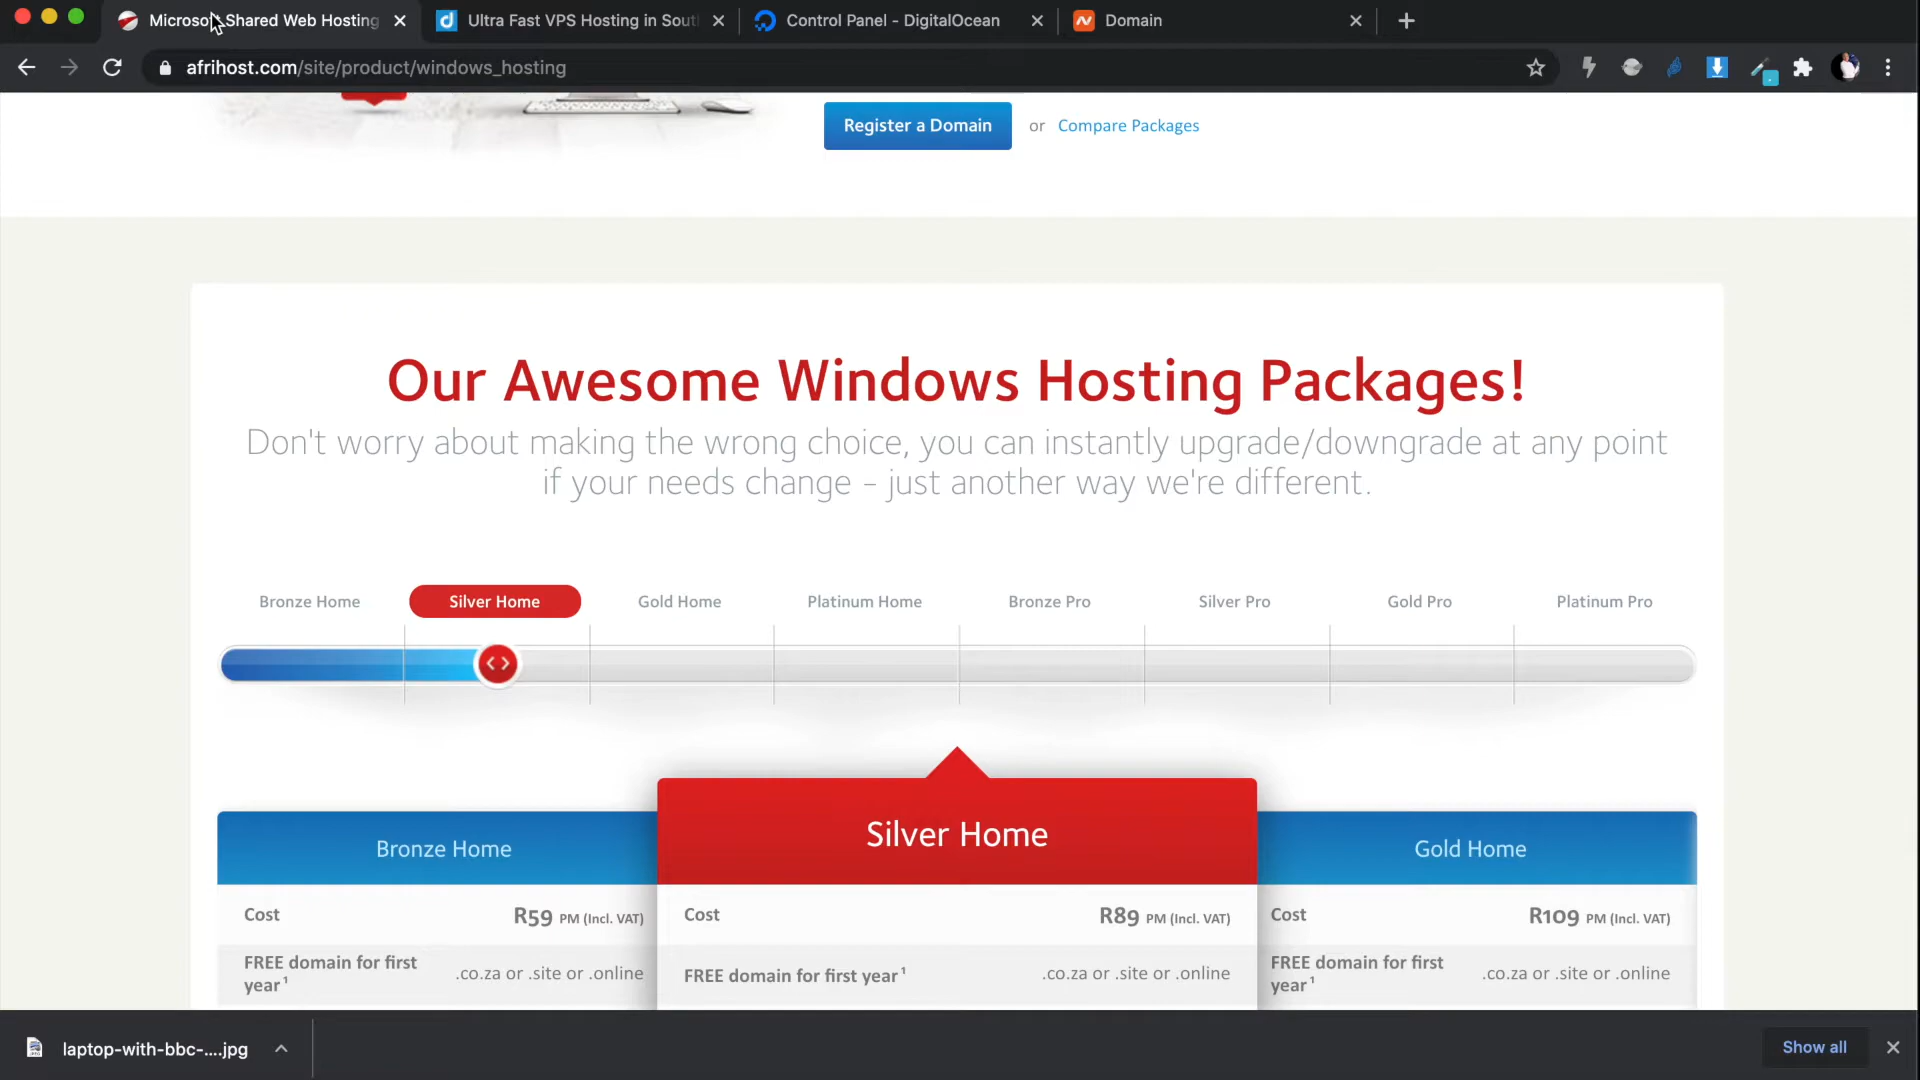 Microsoft Shared Web Hosting
Ultra Fast VPS Hosting in Sout
Control Panel - DigitalOcean
Domain
afrihost.com/site/product/windows_hosting
Register a Domain or Compare Packages
Our Awesome Windows Hosting Packages!
Don't worry about making the wrong choice, you can instantly upgrade/downgrade at any point
if your needs change - just another way we're different.
Bronze Home Silver Home Gold Home Platinum Home Bronze Pro Silver Pro Gold Pro Platinum Pro
Bronze Home
Cost R59 PM (Incl. VAT)
FREE domain for first
year ¹ .co.za or .site or .online
Silver Home
Cost R89 PM (Incl. VAT)
FREE domain for first year ¹ .co.za or .site or .online
Gold Home
Cost R109 PM (Incl. VAT)
FREE domain for first
year ¹ .co.za or .site or .online
laptop-with-bbc-....jpg
Show all